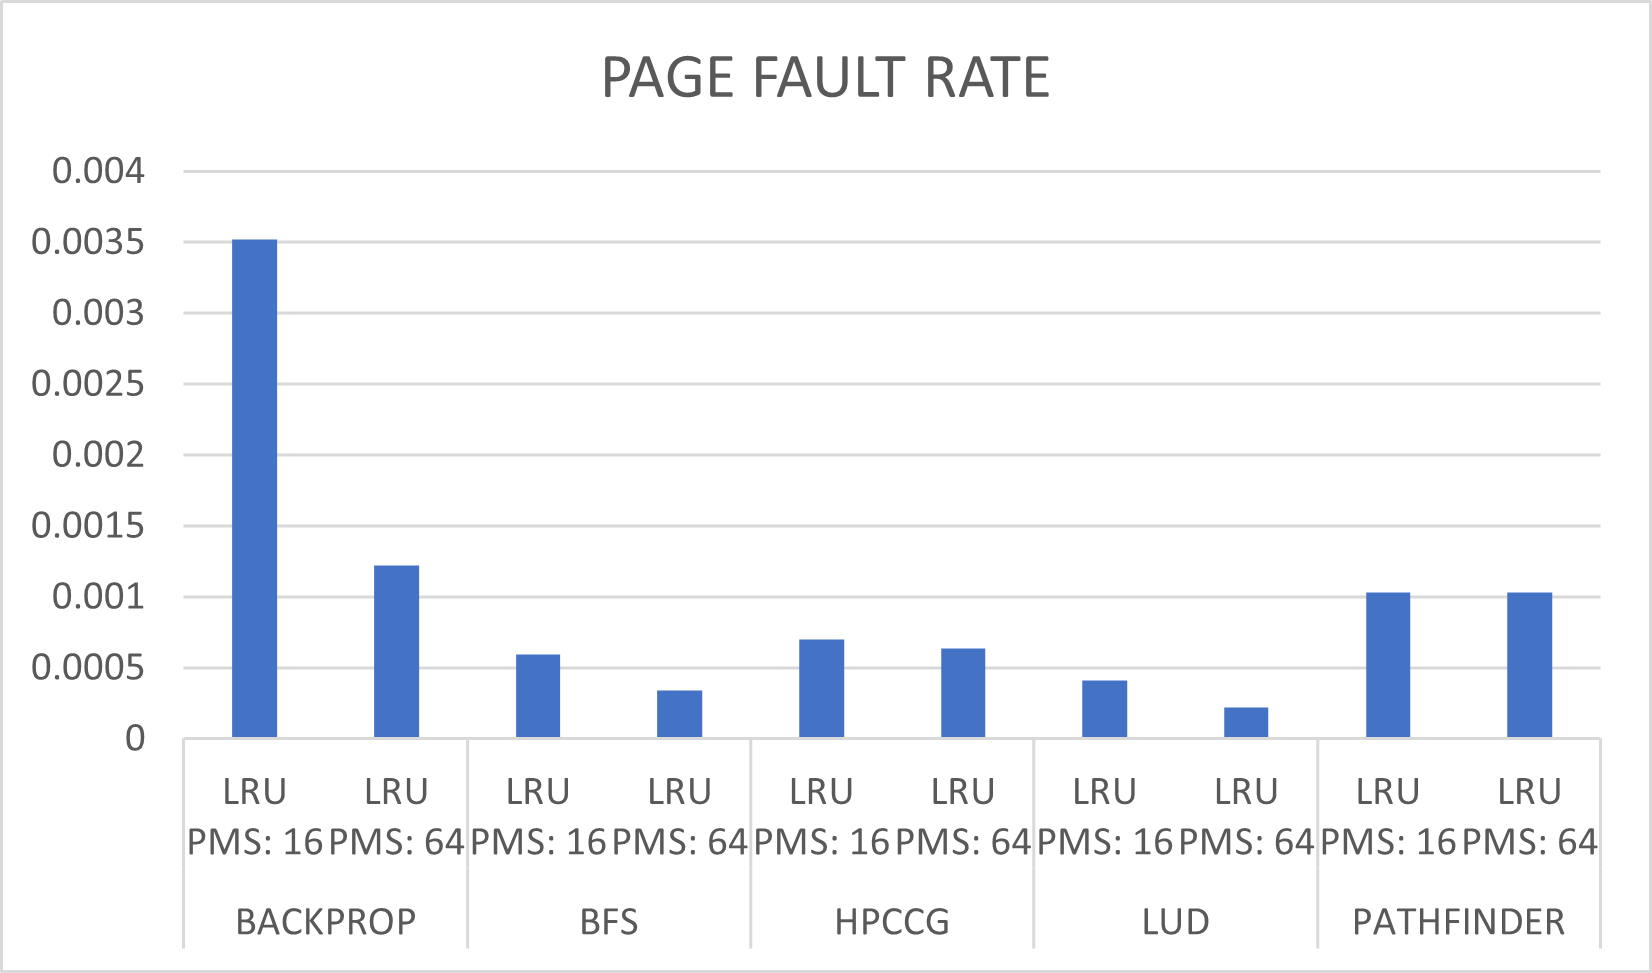 PAGE FAULT RATE
0.004
0.0035
0.003
0.0025
0.002
0.0015
0.001
0.0005
0
LRU LRU LRU LRU LRU LRU LRU LRU LRU LRU
PMS: 16 PMS: 64 PMS: 16 PMS: 64 PMS: 16 PMS: 64 PMS: 16 PMS: 64 PMS: 16 PMS: 64
BACKPROP BFS HPCCG LUD PATHFINDER